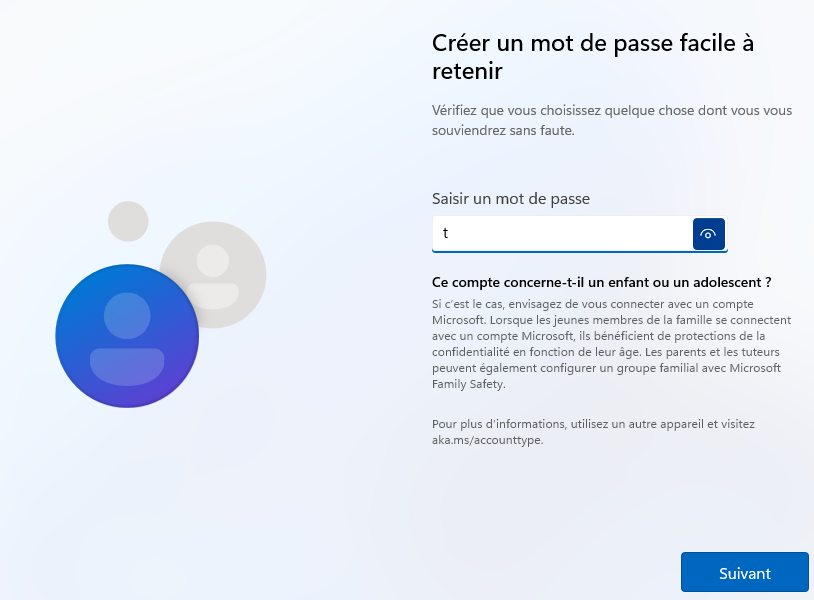 Créer un mot de passe facile à
retenir
Vérifiez que vous choisissez quelque chose dont vous vous
souviendrez sans faute.
Saisir un mot de passe
t
Ce compte concerne-t-il un enfant ou un adolescent ?
Si c'est le cas, envisagez de vous connecter avec un compte
Microsoft. Lorsque les jeunes membres de la famille se connectent
avec un compte Microsoft, ils bénéficient de protections de la
confidentialité en fonction de leur âge. Les parents et les tuteurs
peuvent également configurer un groupe familial avec Microsoft
Family Safety.
Pour plus d'informations, utilisez un autre appareil et visitez
aka.ms/accounttype.
Suivant